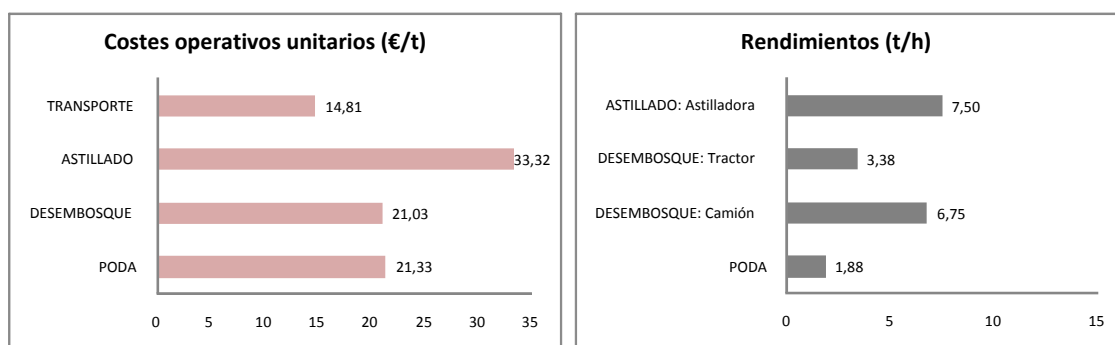 Costes operativos unitarios (€/t)
TRANSPORTE
14,81
ASTILLADO
33,32
DESEMBOSQUE
21,03
PODA
21,33
0 5 10 15 20 25 30 35
Rendimientos (t/h)
ASTILLADO: Astilladora
7,50
DESEMBOSQUE: Tractor
3,38
DESEMBOSQUE: Camión
6,75
PODA
1,88
0 5 10 15